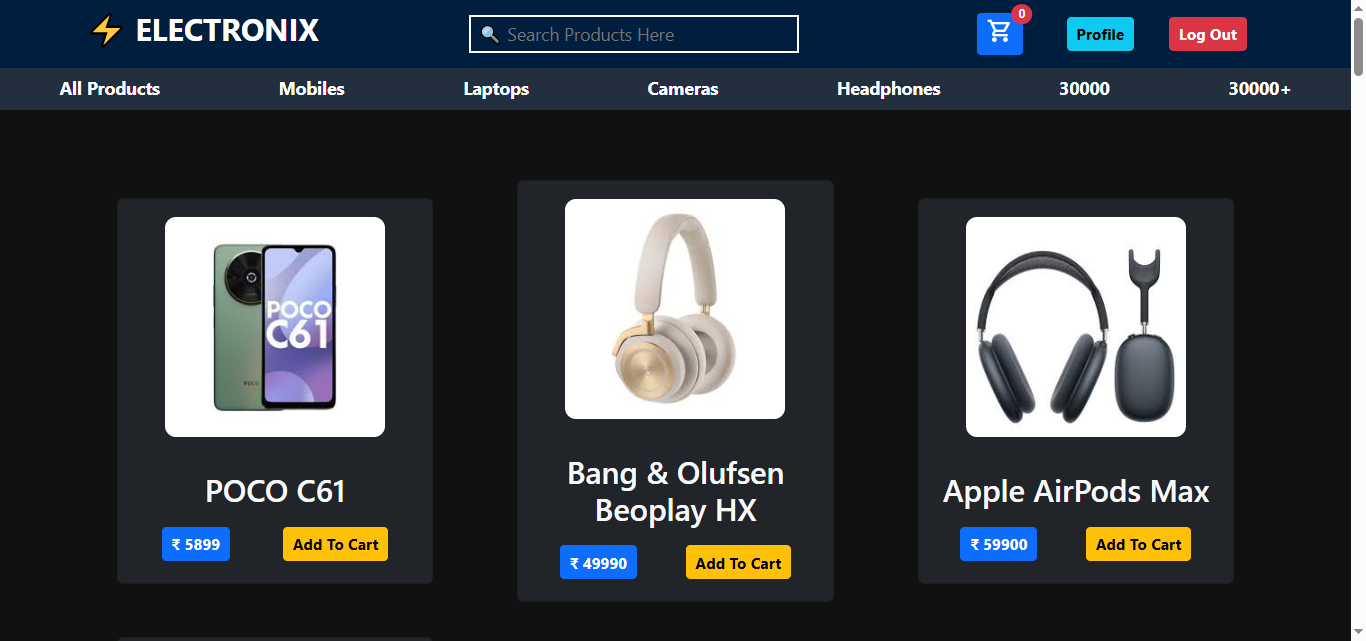 ELECTRONIX
Search Products Here
0
Profile
Log Out
All Products
Mobiles
Laptops
Cameras
Headphones
30000
30000+
POCO
C61
POCO
POCO C61
₹ 5899
Add To Cart
Bang & Olufsen
Beoplay HX
₹ 49990
Add To Cart
Apple AirPods Max
₹ 59900
Add To Cart